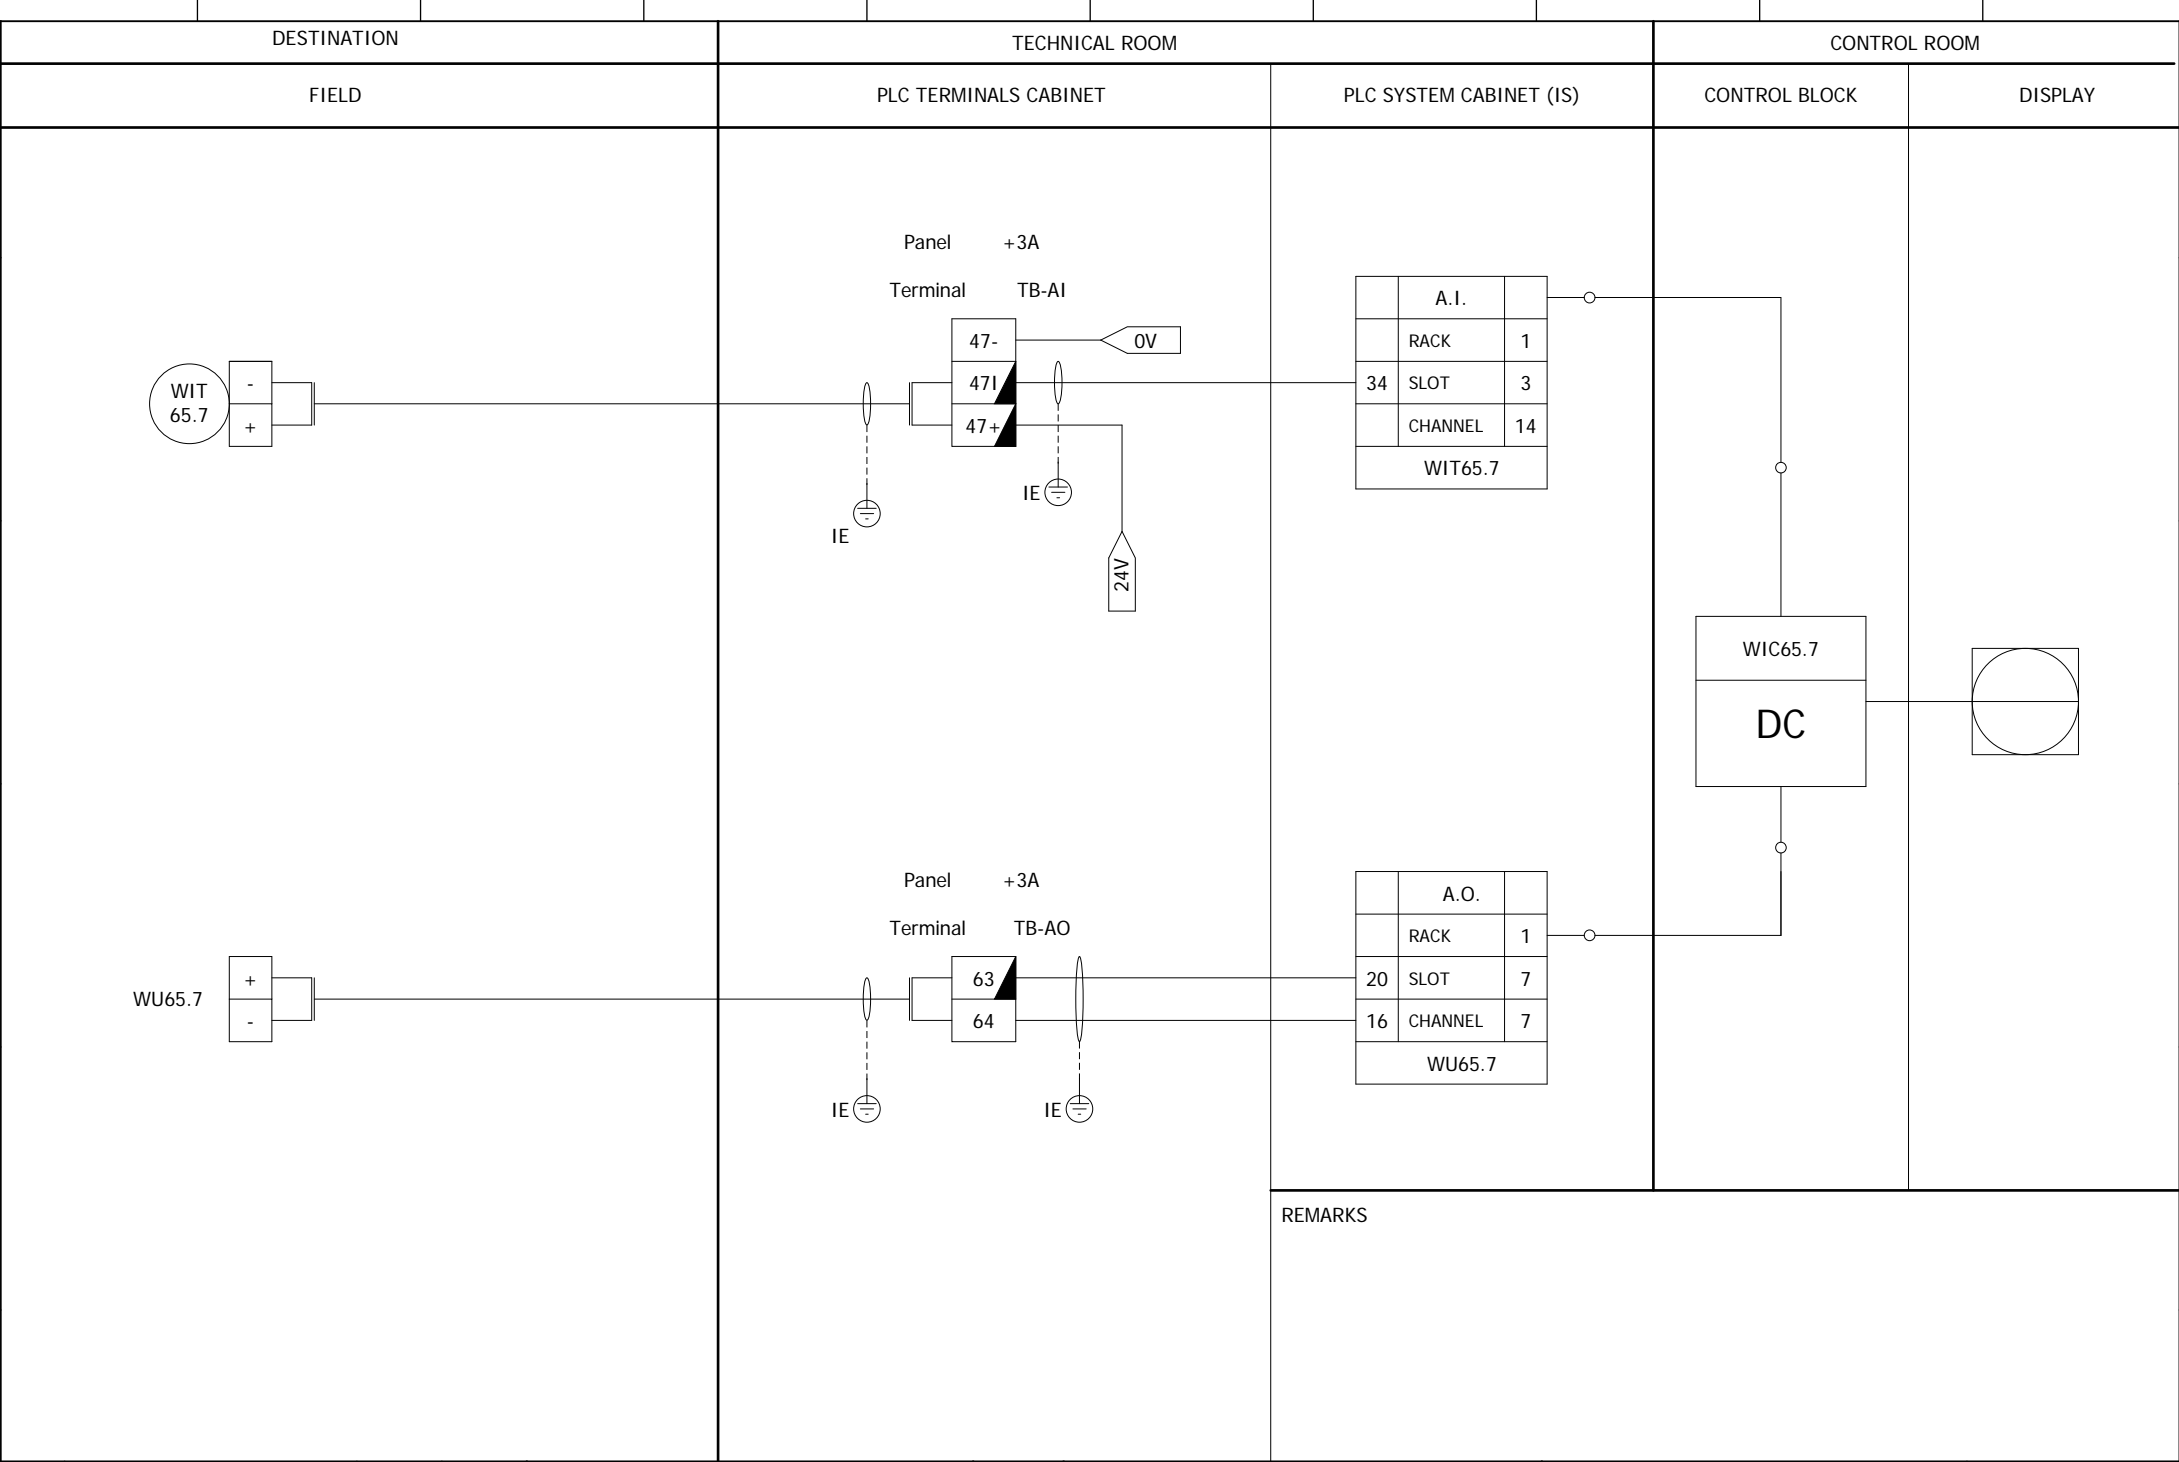 DESTINATION
TECHNICAL ROOM
CONTROL ROOM
FIELD
PLC TERMINALS CABINET
PLC SYSTEM CABINET (IS)
CONTROL BLOCK
DISPLAY
Panel +3A
Terminal TB-AI
WIT
65.7
-
+
47-
47I
47+
0V
24V
IE
IE
A.I.
RACK 1
34 SLOT 3
CHANNEL 14
WIT65.7
WIC65.7
DC
Panel +3A
Terminal TB-AO
WU65.7
+
-
63
64
IE
IE
A.O.
RACK 1
20 SLOT 7
16 CHANNEL 7
WU65.7
REMARKS